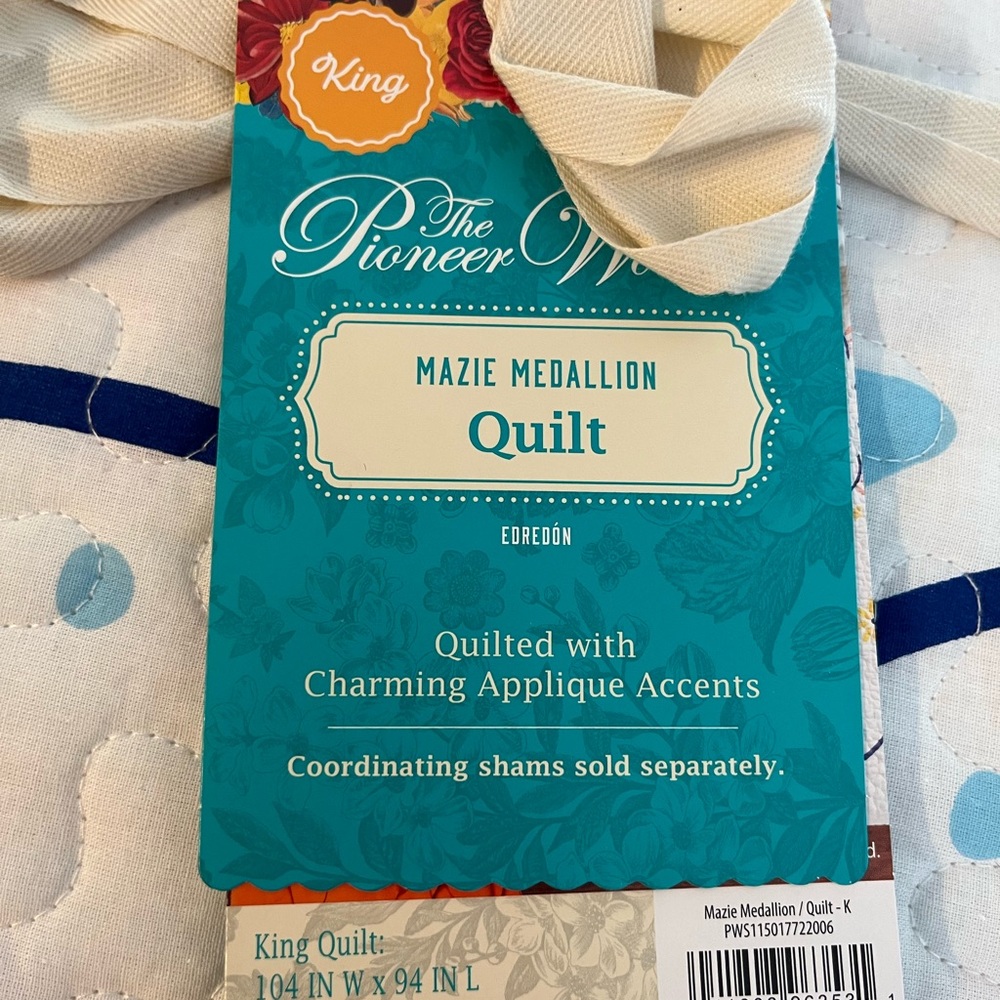 King
The
Pioneer
MAZIE MEDALLION
Quilt
EDREDÓN
Quilted with
Charming Applique Accents
Coordinating shams sold separately.
d.
King Quilt:
104 IN W x 94 IN L
Mazie Medallion / Quilt - K
PWS115017722006